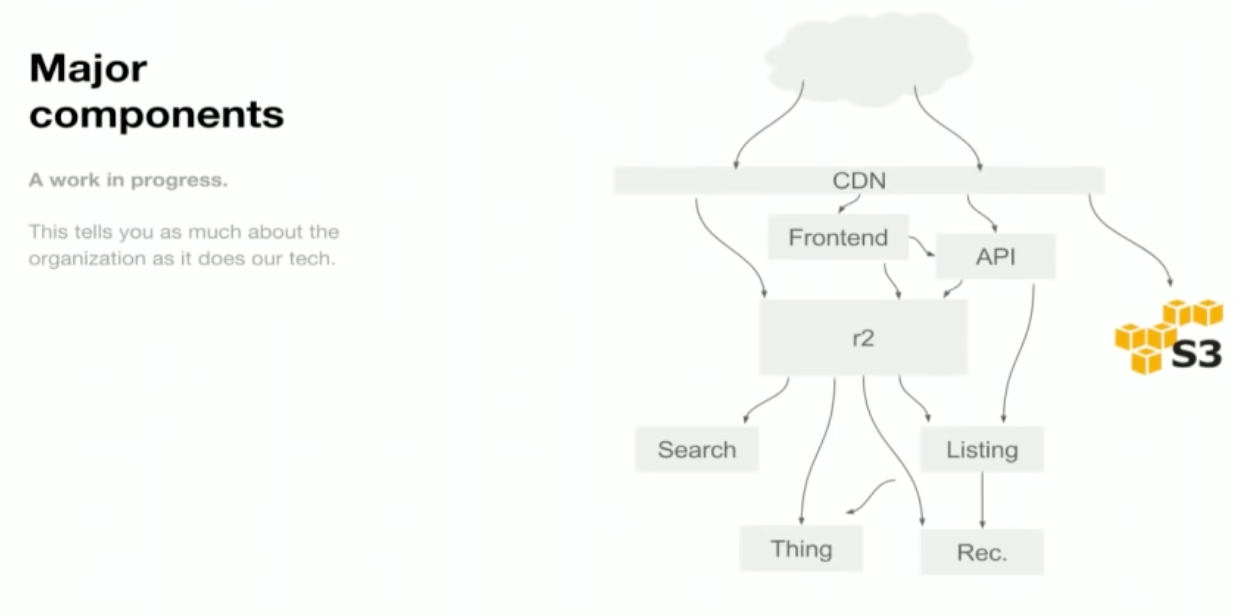 Major
components
A work in progress.
This tells you as much about the
organization as it does our tech.
CDN
Frontend
API
r2
S3
Search
Listing
Thing
Rec.